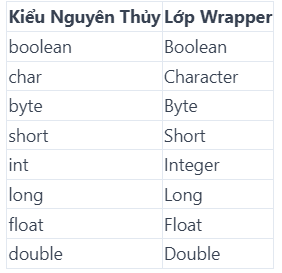 Kiểu Nguyên Thủy Lớp Wrapper
boolean Boolean
char Character
byte Byte
short Short
int Integer
long Long
float Float
double Double